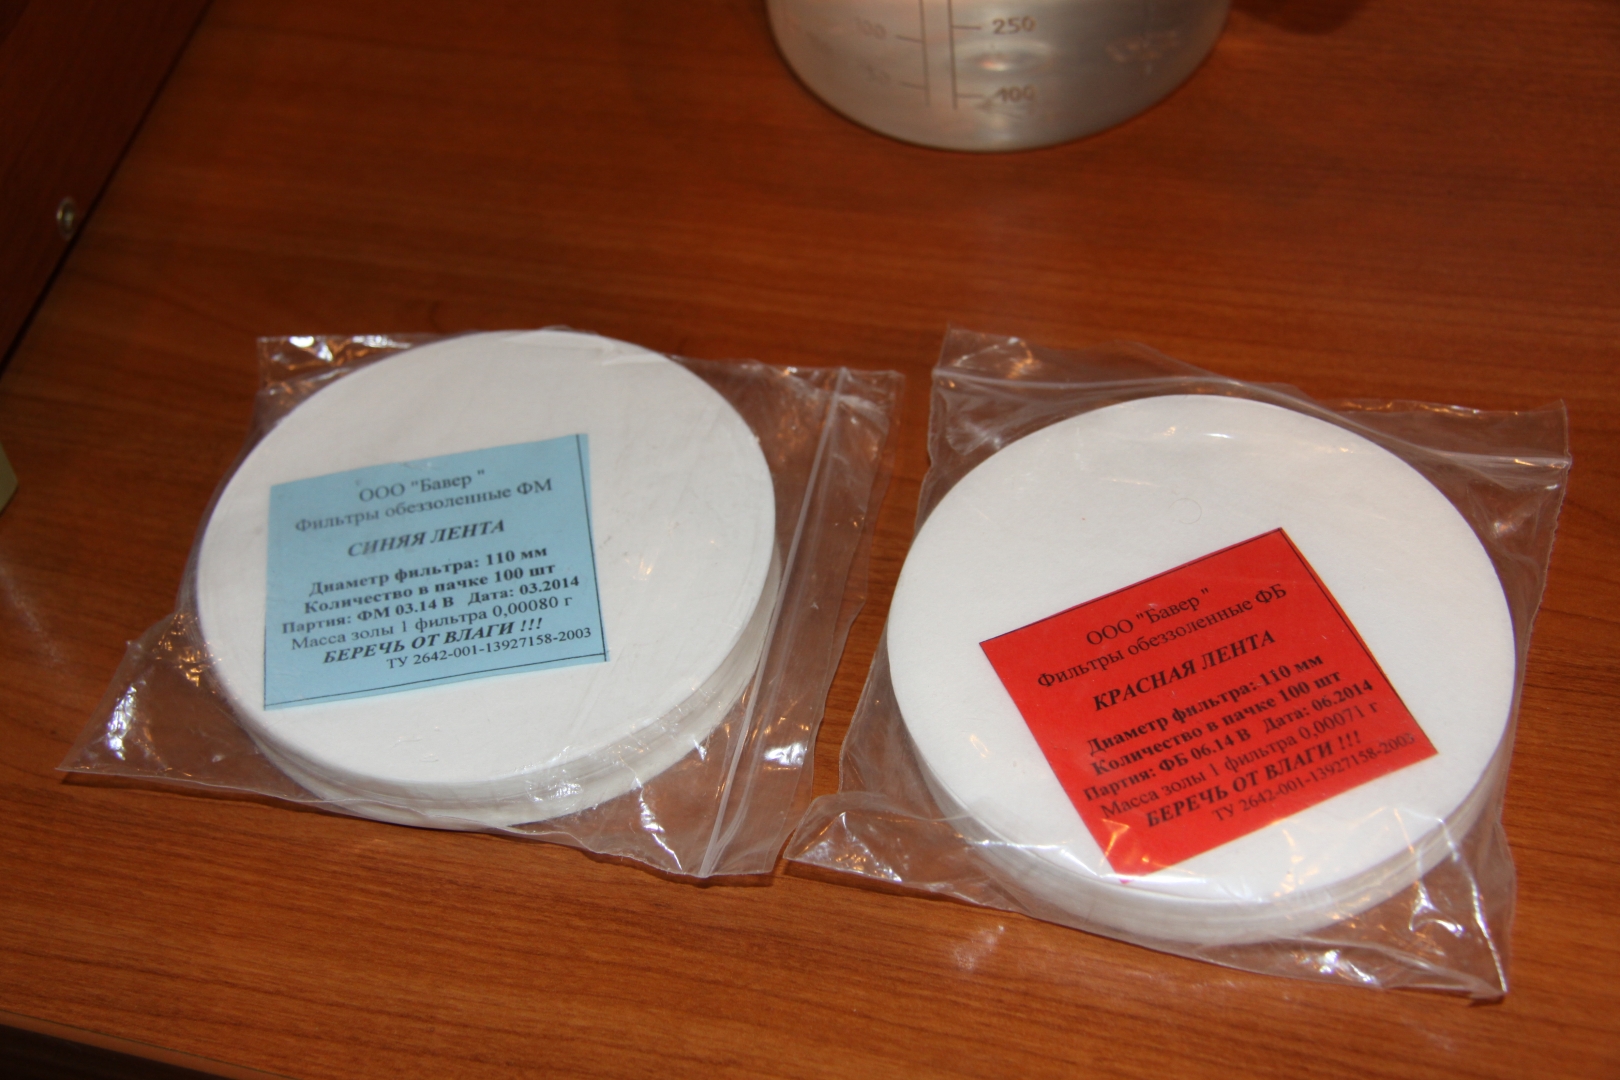 250
100
400
50
ООО "Бавер "
Фильтры обеззоленные ФМ
СИНЯЯ ЛЕНТА
Диаметр фильтра: 110 мм
Количество в пачке 100 шт
Партия: ФМ 03.14 В Дата: 03.2014
Масса золы 1 фильтра 0,00080 г
БЕРЕЧЬ ОТ ВЛАГИ !!!
ТУ 2642-001-13927158-2003
ООО "Бавер "
Фильтры обеззоленные ФБ
КРАСНАЯ ЛЕНТА
Диаметр фильтра: 110 мм
Количество в пачке 100 шт
Партия: ФБ 06.14 В Дата: 06.2014
Масса золы 1 фильтра 0,00071 г
БЕРЕЧЬ ОТ ВЛАГИ !!!
ТУ 2642-001-13927158-2003